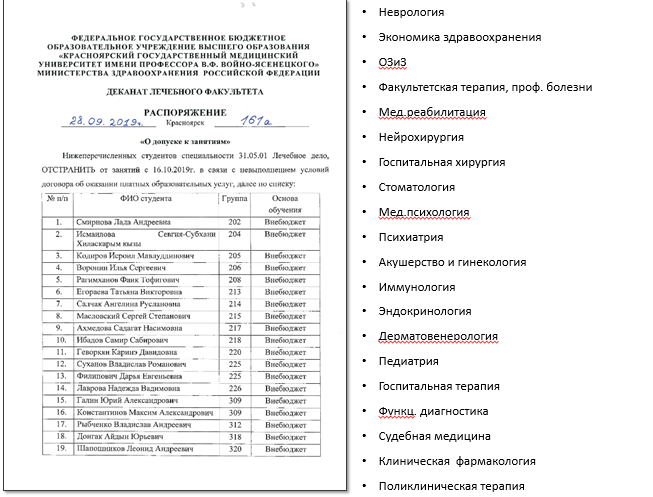 ФЕДЕРАЛЬНОЕ ГОСУДАРСТВЕННОЕ БЮДЖЕТНОЕ
ОБРАЗОВАТЕЛЬНОЕ УЧРЕЖДЕНИЕ ВЫСШЕГО ОБРАЗОВАНИЯ
«КРАСНОЯРСКИЙ ГОСУДАРСТВЕННЫЙ МЕДИЦИНСКИЙ
УНИВЕРСИТЕТ ИМЕНИ ПРОФЕССОРА В.Ф. ВОЙНО-ЯСЕНЕЦКОГО»
МИНИСТЕРСТВА ЗДРАВООХРАНЕНИЯ РОССИЙСКОЙ ФЕДЕРАЦИИ
ДЕКАНАТ ЛЕЧЕБНОГО ФАКУЛЬТЕТА
РАСПОРЯЖЕНИЕ
28.09.2019г. Красноярск 161а
«О допуске к занятиям»
Нижеперечисленных студентов специальности 31.05.01 Лечебное дело,
ОТСТРАНИТЬ от занятий с 16.10.2019г. в связи с невыполнением условий
договора об оказании платных образовательных услуг, далее по списку:
№ п/п ФИО студента Группа Основа
обучения
1. Смирнова Лада Андреевна 202 Внебюджет
2. Исмаилова Севгия-Субхани 204 Внебюджет
Хиласкарым кызы
3. Кодиров Исроил Мавлуддинович 205 Внебюджет
4. Воронин Илья Сергеевич 206 Внебюджет
5. Рагимханов Фаик Тофигович 208 Внебюджет
6. Егораева Татьяна Викторовна 213 Внебюджет
7. Салчак Ангелина Руслановна 214 Внебюджет
8. Масловский Сергей Степанович 215 Внебюджет
9. Ахмедова Садагат Насимовна 217 Внебюджет
10. Ибадов Самир Сабирович 218 Внебюджет
11. Геворкян Каринэ Давидовна 220 Внебюджет
12. Суханов Владислав Романович 225 Внебюджет
13. Филипович Дарья Евгеньевна 225 Внебюджет
14. Лаврова Надежда Вадимовна 226 Внебюджет
15. Галин Юрий Александрович 309 Внебюджет
16. Константинов Максим Александрович 309 Внебюджет
17. Рыбченко Владислав Андреевич 312 Внебюджет
18. Донгак Айдын Юрьевич 318 Внебюджет
19. Шапошников Леонид Андреевич 320 Внебюджет
• Неврология
• Экономика здравоохранения
• ОЗиЗ
• Факультетская терапия, проф. болезни
• Мед.реабилитация
• Нейрохирургия
• Госпитальная хирургия
• Стоматология
• Мед.психология
• Психиатрия
• Акушерство и гинекология
• Иммунология
• Эндокринология
• Дерматовенерология
• Педиатрия
• Госпитальная терапия
• Функц. диагностика
• Судебная медицина
• Клиническая фармакология
• Поликлиническая терапия